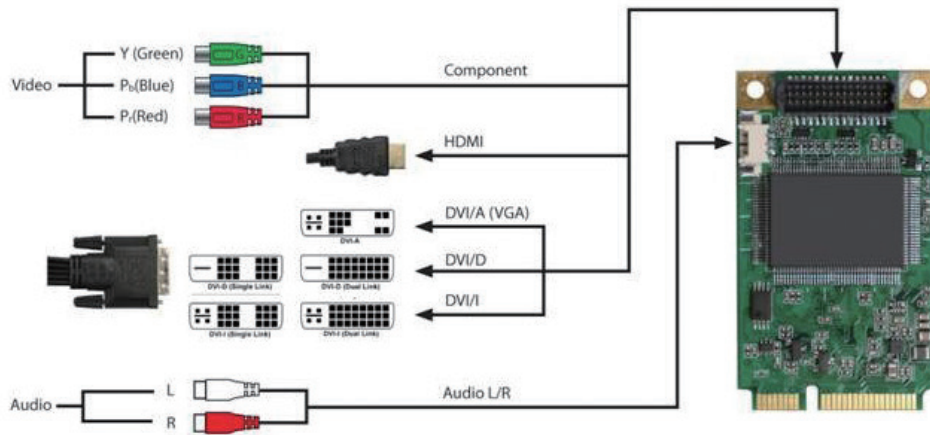 Y (Green)
Video
Pb(Blue)
Pr(Red)
G
B
R
Component
HDMI
DVI/A (VGA)
DVI-A
DVI/D
DVI-D (Single Link)
DVI-D (Dual Link)
DVI/I
DVI-I (Single Link)
DVI-I (Dual Link)
L
Audio
R
Audio L/R